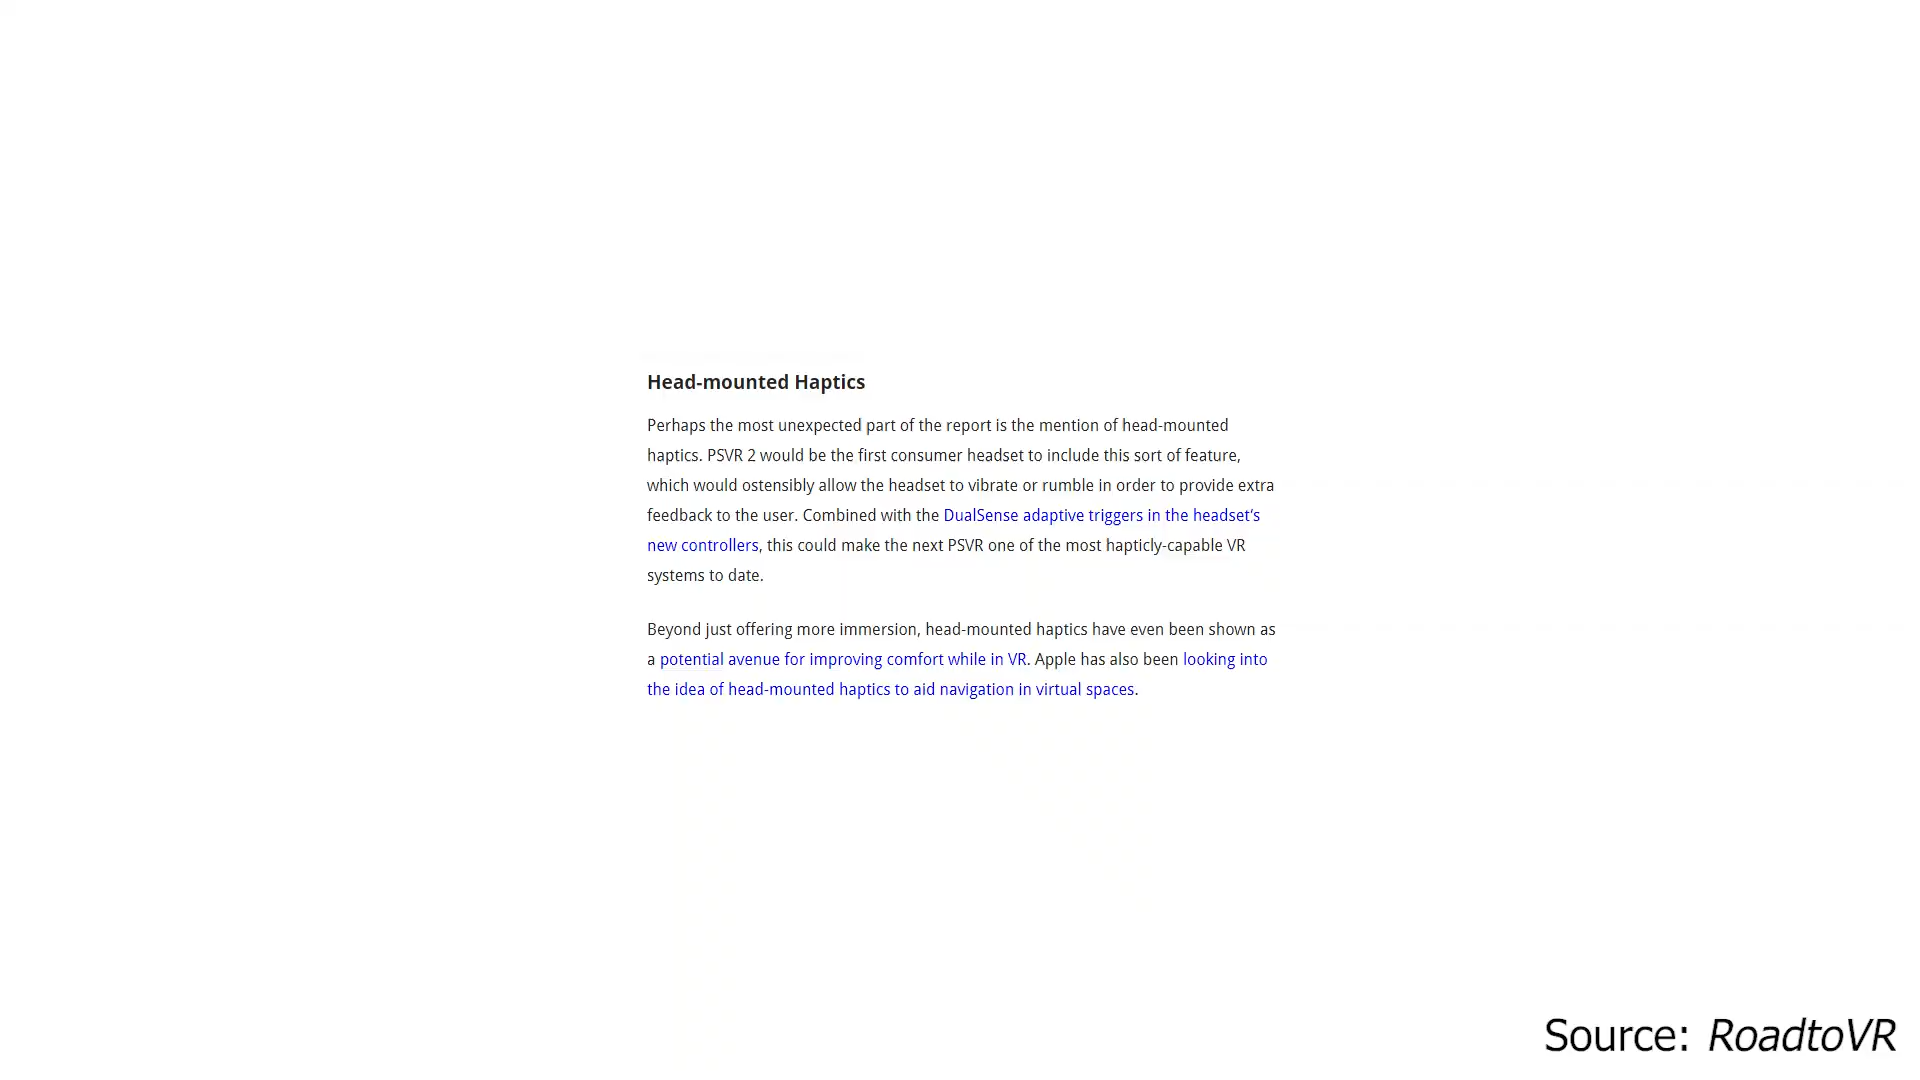 Head-mounted Haptics
Perhaps the most unexpected part of the report is the mention of head-mounted
haptics. PSVR 2 would be the first consumer headset to include this sort of feature,
which would ostensibly allow the headset to vibrate or rumble in order to provide extra
feedback to the user. Combined with the DualSense adaptive triggers in the headset’s
new controllers, this could make the next PSVR one of the most hapticly-capable VR
systems to date.
Beyond just offering more immersion, head-mounted haptics have even been shown as
a potential avenue for improving comfort while in VR. Apple has also been looking into
the idea of head-mounted haptics to aid navigation in virtual spaces.
Source: RoadtoVR